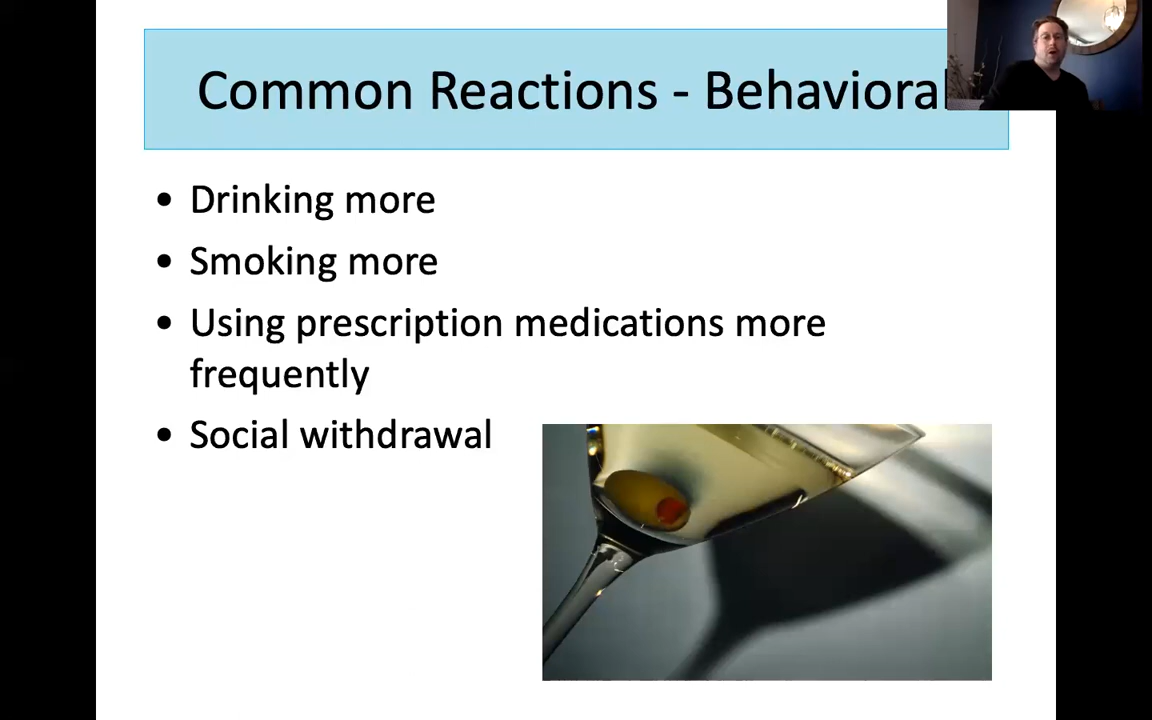 Common Reactions - Behavioral
• Drinking more
• Smoking more
• Using prescription medications more
frequently
• Social withdrawal